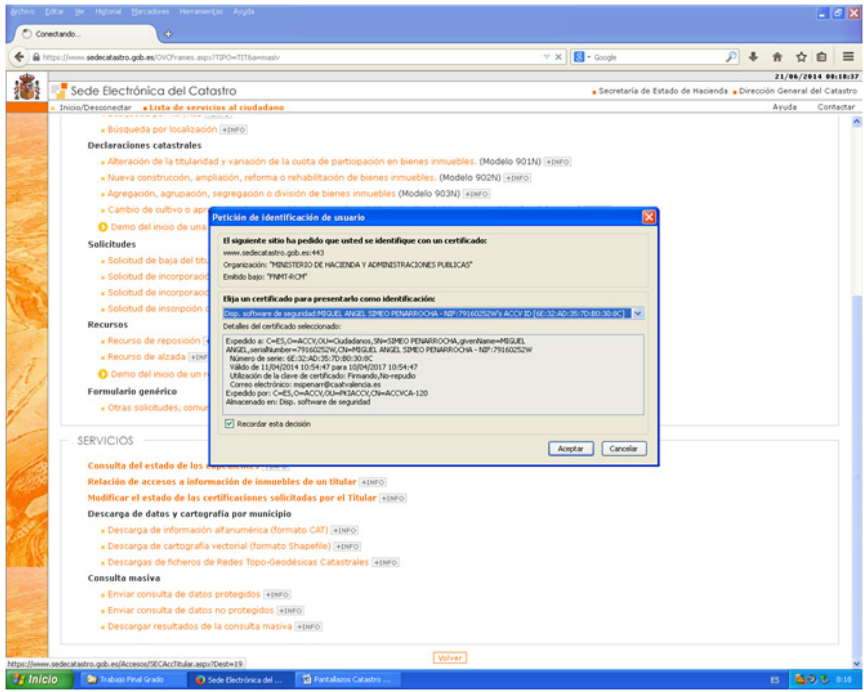 Archivo Editar Ver Historial Marcadores Herramientas Ayuda
Conectando...
https://www.sedecatastro.gob.es/OVCFrames.aspx?TIPO=TIT&a=masiv
Google
21/06/2014 08:18:37
Sede Electrónica del Catastro
Secretaría de Estado de Hacienda Dirección General del Catastro
Inicio/Desconectar Lista de servicios al ciudadano Ayuda Contactar
Búsqueda por localización +INFO
Declaraciones catastrales
Alteración de la titularidad y variación de la cuota de participación en bienes inmuebles. (Modelo 901N) +INFO
Nueva construcción, ampliación, reforma o rehabilitación de bienes inmuebles. (Modelo 902N) +INFO
Agregación, agrupación, segregación o división de bienes inmuebles (Modelo 903N) +INFO
Cambio de cultivo o
Demo del inicio de una
Solicitudes
Solicitud de baja del
Solicitud de
Solicitud de
Solicitud de inscripción
Recursos
Recurso de reposición
Recurso de alzada
Demo del inicio de un
Formulario genérico
Otras solicitudes,
Petición de identificación de usuario
El siguiente sitio ha pedido que usted se identifique con un certificado:
www.sedecatastro.gob.es:443
Organización: "MINISTERIO DE HACIENDA Y ADMINISTRACIONES PUBLICAS"
Emitido bajo: "FNMT-RCM"
Elija un certificado para presentarlo como identificación:
Disp. software de seguridad:MIGUEL ANGEL SIMEO PENARROCHA - NIF:79160252W's ACCV ID [6E:32:AD:35:7D:B0:30:8C]
Detalles del certificado seleccionado:
Expedido a: C=ES,O=ACCV,OU=Ciudadanos,SN=SIMEO PENARROCHA,givenName=MIGUEL
ANGEL,serialNumber=79160252W,CN=MIGUEL ANGEL SIMEO PENARROCHA - NIF:79160252W
Número de serie: 6E:32:AD:35:7D:B0:30:8C
Válido de 11/04/2014 10:54:47 para 10/04/2017 10:54:47
Utilización de la clave de certificado: Firmando,No-repudio
Correo electrónico: mspenarr@caatvalencia.es
Expedido por: C=ES,O=ACCV,OU=PKIACCV,CN=ACCVCA-120
Almacenado en: Disp. software de seguridad
Recordar esta decisión
Aceptar Cancelar
SERVICIOS
Consulta del estado de los expedientes
Relación de accesos a información de inmuebles de un titular +INFO
Modificar el estado de las certificaciones solicitadas por el Titular +INFO
Descarga de datos y cartografía por municipio
Descarga de información alfanumérica (formato CAT) +INFO
Descarga de cartografía vectorial (formato Shapefile) +INFO
Descargas de ficheros de Redes Topo-Geodésicas Catastrales +INFO
Consulta masiva
Enviar consulta de datos protegidos +INFO
Enviar consulta de datos no protegidos +INFO
Descargar resultados de la consulta masiva +INFO
Volver
https://www.sedecatastro.gob.es/Accesos/SECAccTitular.aspx?Dest=19
Inicio Trabajo Final Grado Sede Electrónica del ... Pantallazos Catastro ... ES 8:18